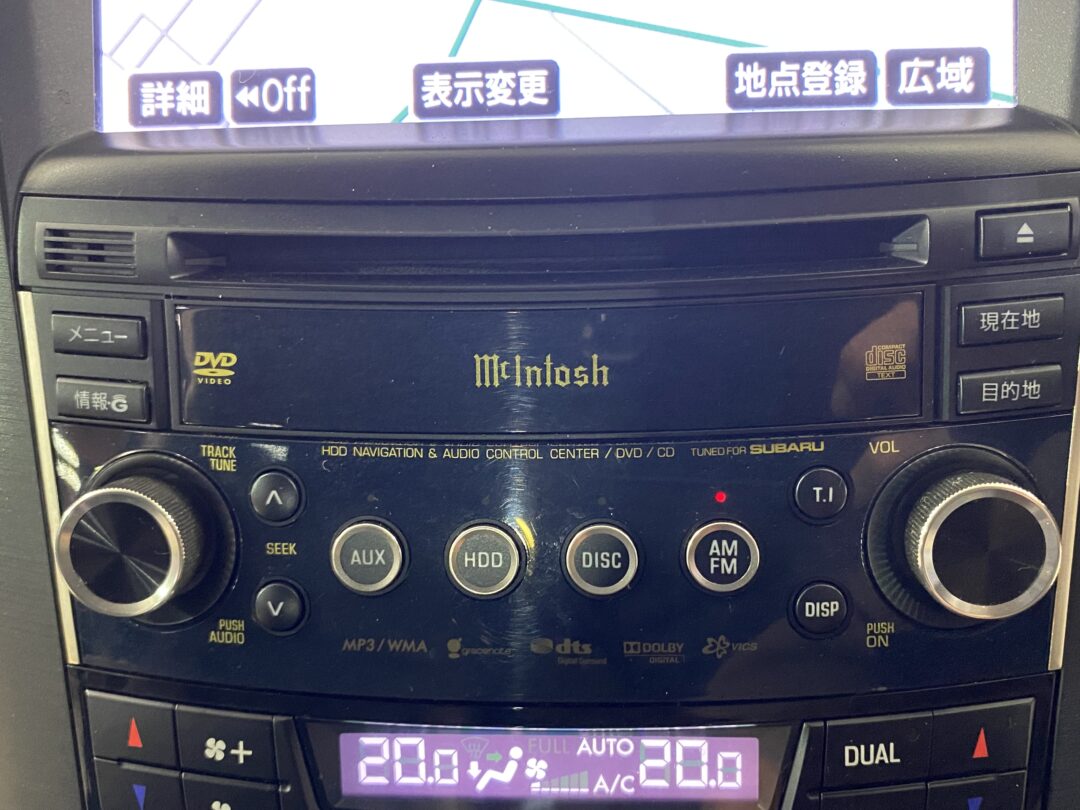 詳細
Off
表示変更
地点登録
広域
メニュー
DVD
VIDEO
McIntosh
COMPACT
disc
DIGITAL AUDIO
TEXT
現在地
情報・G
目的地
HDD NAVIGATION & AUDIO CONTROL CENTER / DVD / CD TUNED FOR SUBARU
TRACK
TUNE
VOL
T.I
SEEK
AUX
HDD
DISC
AM
FM
DISP
PUSH
AUDIO
PUSH
ON
MP3/WMA
gracenote
dts
Digital Surround
DOLBY
DIGITAL
VICS
20.0
FULL AUTO
A/C
20.0
DUAL